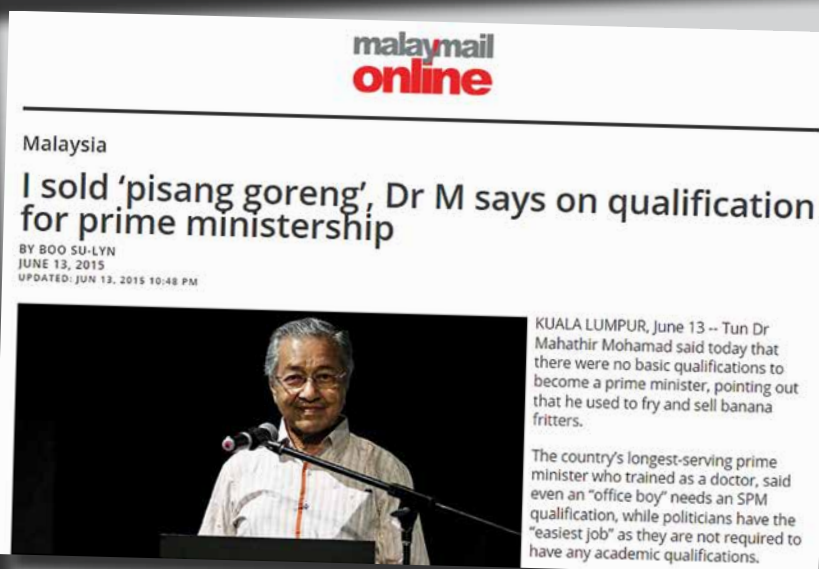 malaymail
online
Malaysia
I sold ‘pisang goreng’, Dr M says on qualification
for prime ministership
BY BOO SU-LYN
JUNE 13, 2015
UPDATED: JUN 13, 2015 10:48 PM
KUALA LUMPUR, June 13 -- Tun Dr
Mahathir Mohamad said today that
there were no basic qualifications to
become a prime minister, pointing out
that he used to fry and sell banana
fritters.
The country’s longest-serving prime
minister who trained as a doctor, said
even an “office boy” needs an SPM
qualification, while politicians have the
“easiest job” as they are not required to
have any academic qualifications.